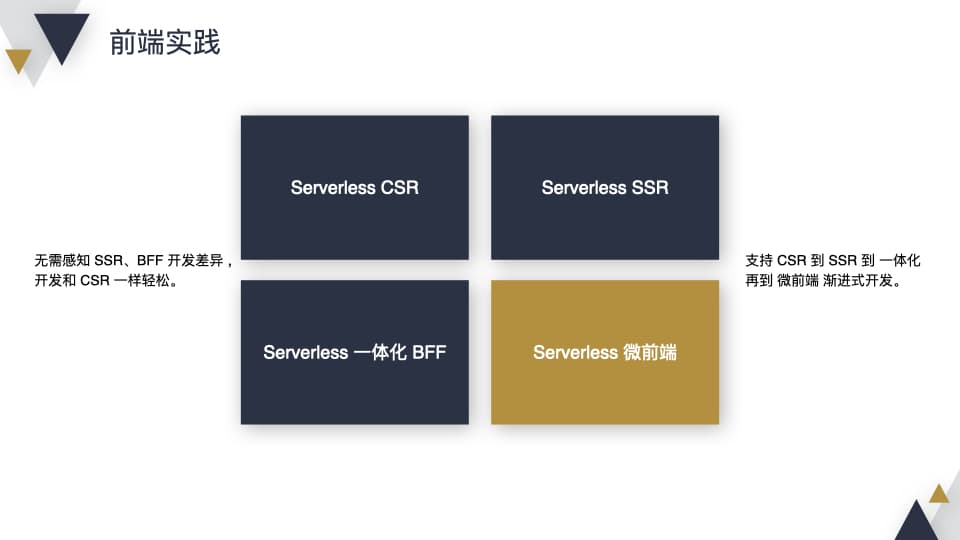 前端实践
Serverless CSR
Serverless SSR
无需感知 SSR、BFF 开发差异，
开发和 CSR 一样轻松。
支持 CSR 到 SSR 到 一体化
再到 微前端 渐进式开发。
Serverless 一体化 BFF
Serverless 微前端